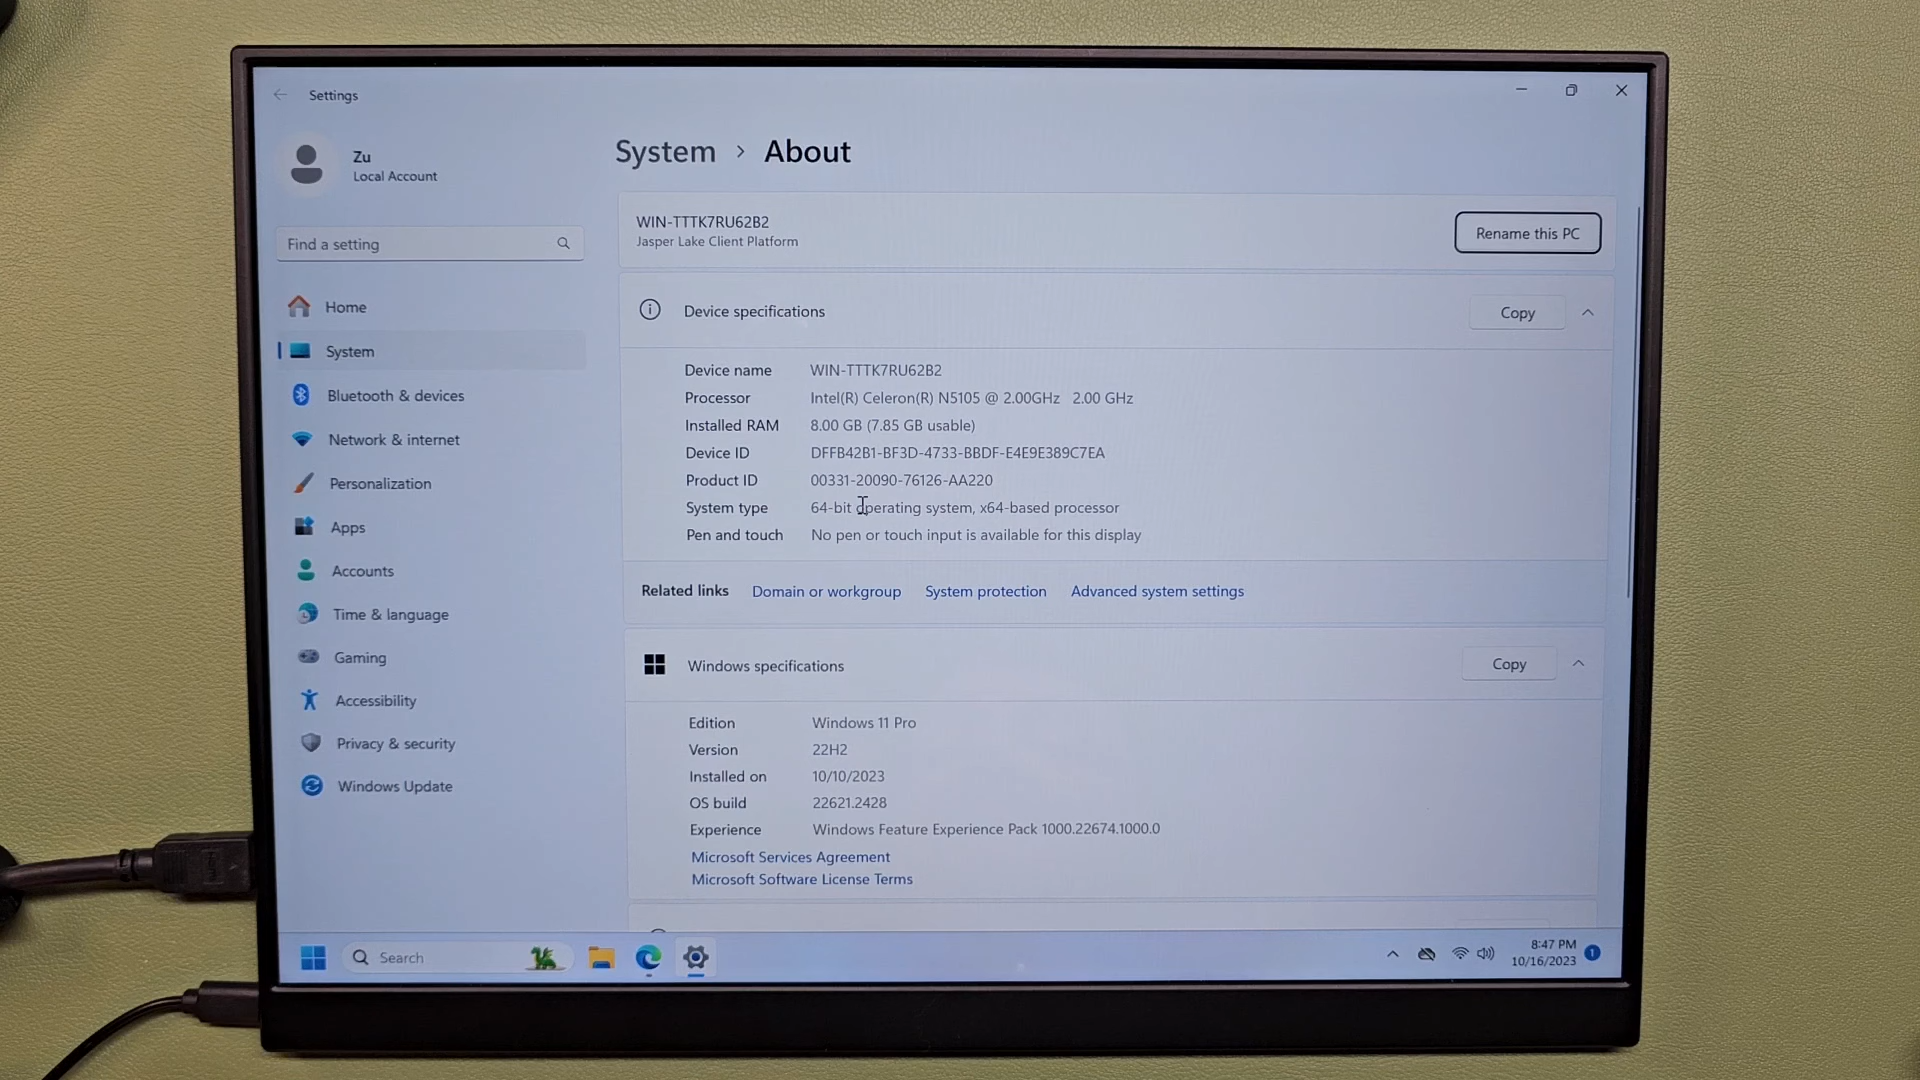 Settings
Zu
Local Account
Find a setting
Home
System
Bluetooth & devices
Network & internet
Personalization
Apps
Accounts
Time & language
Gaming
Accessibility
Privacy & security
Windows Update
System > About
WIN-TTTK7RU62B2
Jasper Lake Client Platform
Rename this PC
Device specifications
Copy
Device name WIN-TTTK7RU62B2
Processor Intel(R) Celeron(R) N5105 @ 2.00GHz 2.00 GHz
Installed RAM 8.00 GB (7.85 GB usable)
Device ID DFFB42B1-BF3D-4733-BBDF-E4E9E389C7EA
Product ID 00331-20090-76126-AA220
System type 64-bit operating system, x64-based processor
Pen and touch No pen or touch input is available for this display
Related links Domain or workgroup System protection Advanced system settings
Windows specifications
Copy
Edition Windows 11 Pro
Version 22H2
Installed on 10/10/2023
OS build 22621.2428
Experience Windows Feature Experience Pack 1000.22674.1000.0
Microsoft Services Agreement
Microsoft Software License Terms
Search
8:47 PM
10/16/2023
1